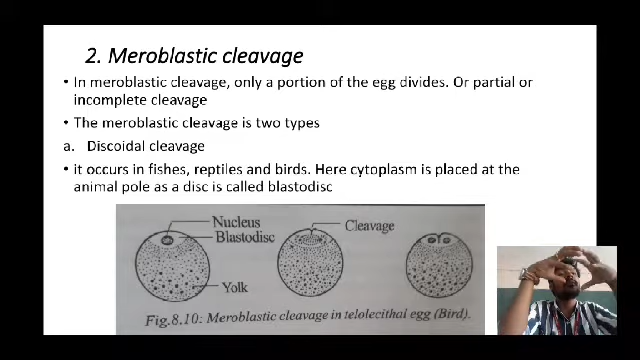 2. Meroblastic cleavage
• In meroblastic cleavage, only a portion of the egg divides. Or partial or
incomplete cleavage
• The meroblastic cleavage is two types
a. Discoidal cleavage
• it occurs in fishes, reptiles and birds. Here cytoplasm is placed at the
animal pole as a disc is called blastodisc
Nucleus
Blastodisc
Cleavage
Yolk
Fig.8.10: Meroblastic cleavage in telolecithal egg (Bird).